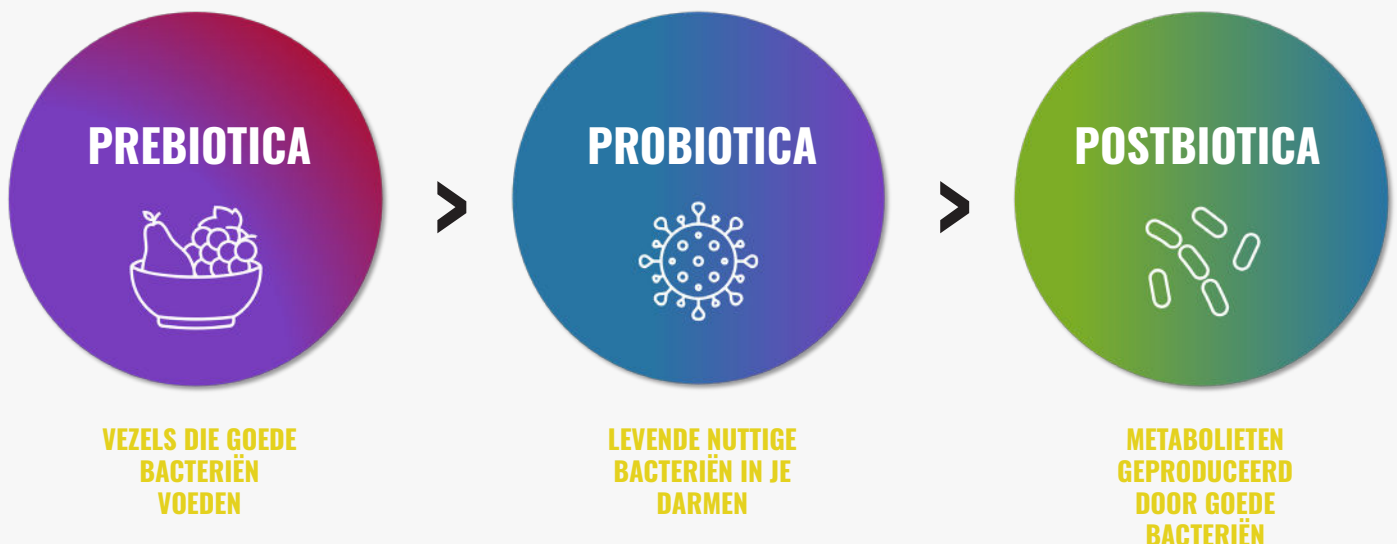 PREBIOTICA
>
PROBIOTICA
>
POSTBIOTICA
VEZELS DIE GOEDE
BACTERIËN
VOEDEN
LEVENDE NUTTIGE
BACTERIËN IN JE
DARMEN
METABOLIETEN
GEPRODUCEERD
DOOR GOEDE
BACTERIËN